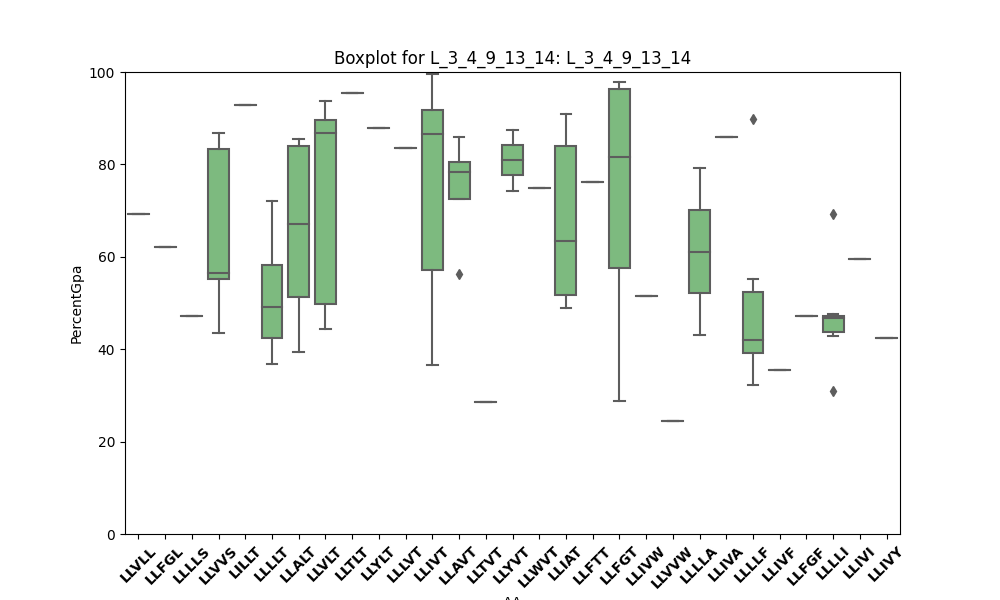 Boxplot for L_3_4_9_13_14: L_3_4_9_13_14
PercentGpa
100
80
60
40
20
0
LLVLL
LLFGL
LLLLS
LLVVS
LILLT
LLLLT
LLALT
LLVLT
LLTLT
LLYLT
LLLVT
LLIVT
LLAVT
LLTVT
LLYVT
LLWVT
LLIAT
LLFTT
LLFGT
LLIVW
LLVVW
LLLLA
LLIVA
LLLLF
LLIVF
LLFGF
LLLLI
LLIVI
LLIVY